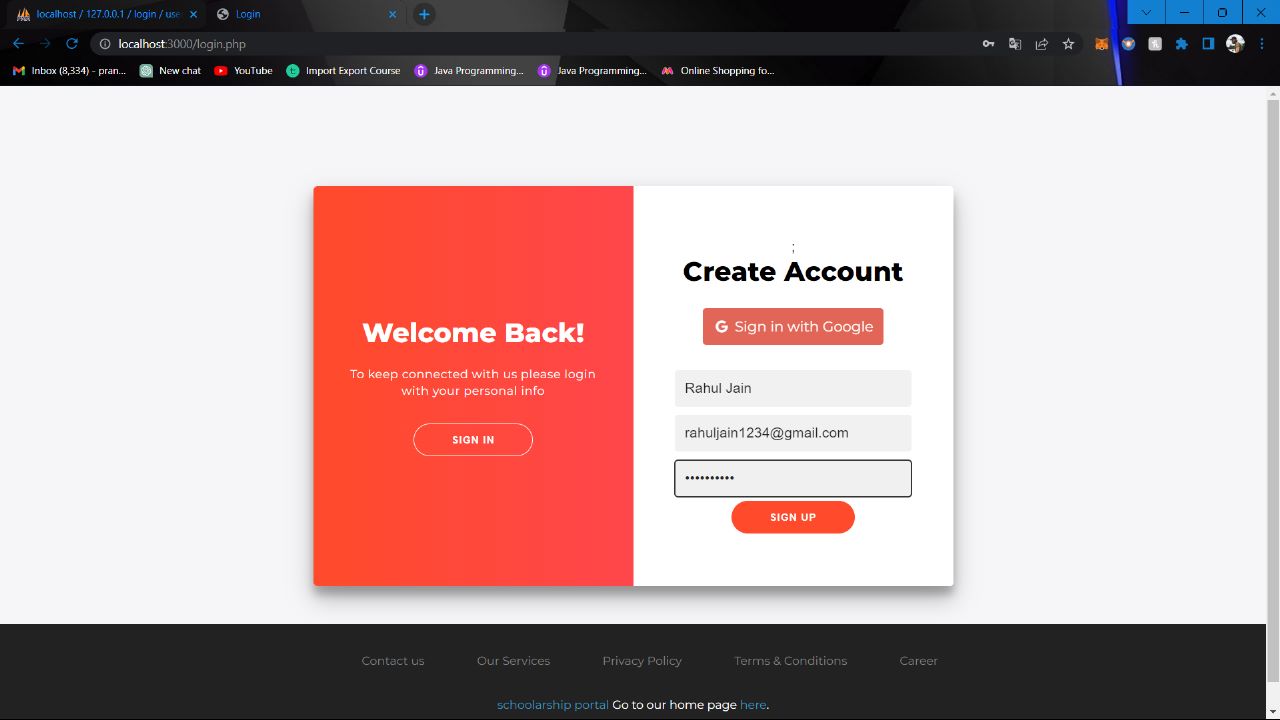 localhost / 127.0.0.1 / login / use
Login
localhost:3000/login.php
Inbox (8,334) - pran...
New chat
YouTube
Import Export Course
Java Programming...
Java Programming...
Online Shopping fo...
;
Create Account
Sign in with Google
Rahul Jain
rahuljain1234@gmail.com
••••••••••
SIGN UP
Welcome Back!
To keep connected with us please login
with your personal info
SIGN IN
Contact us
Our Services
Privacy Policy
Terms & Conditions
Career
schoolarship portal Go to our home page here.